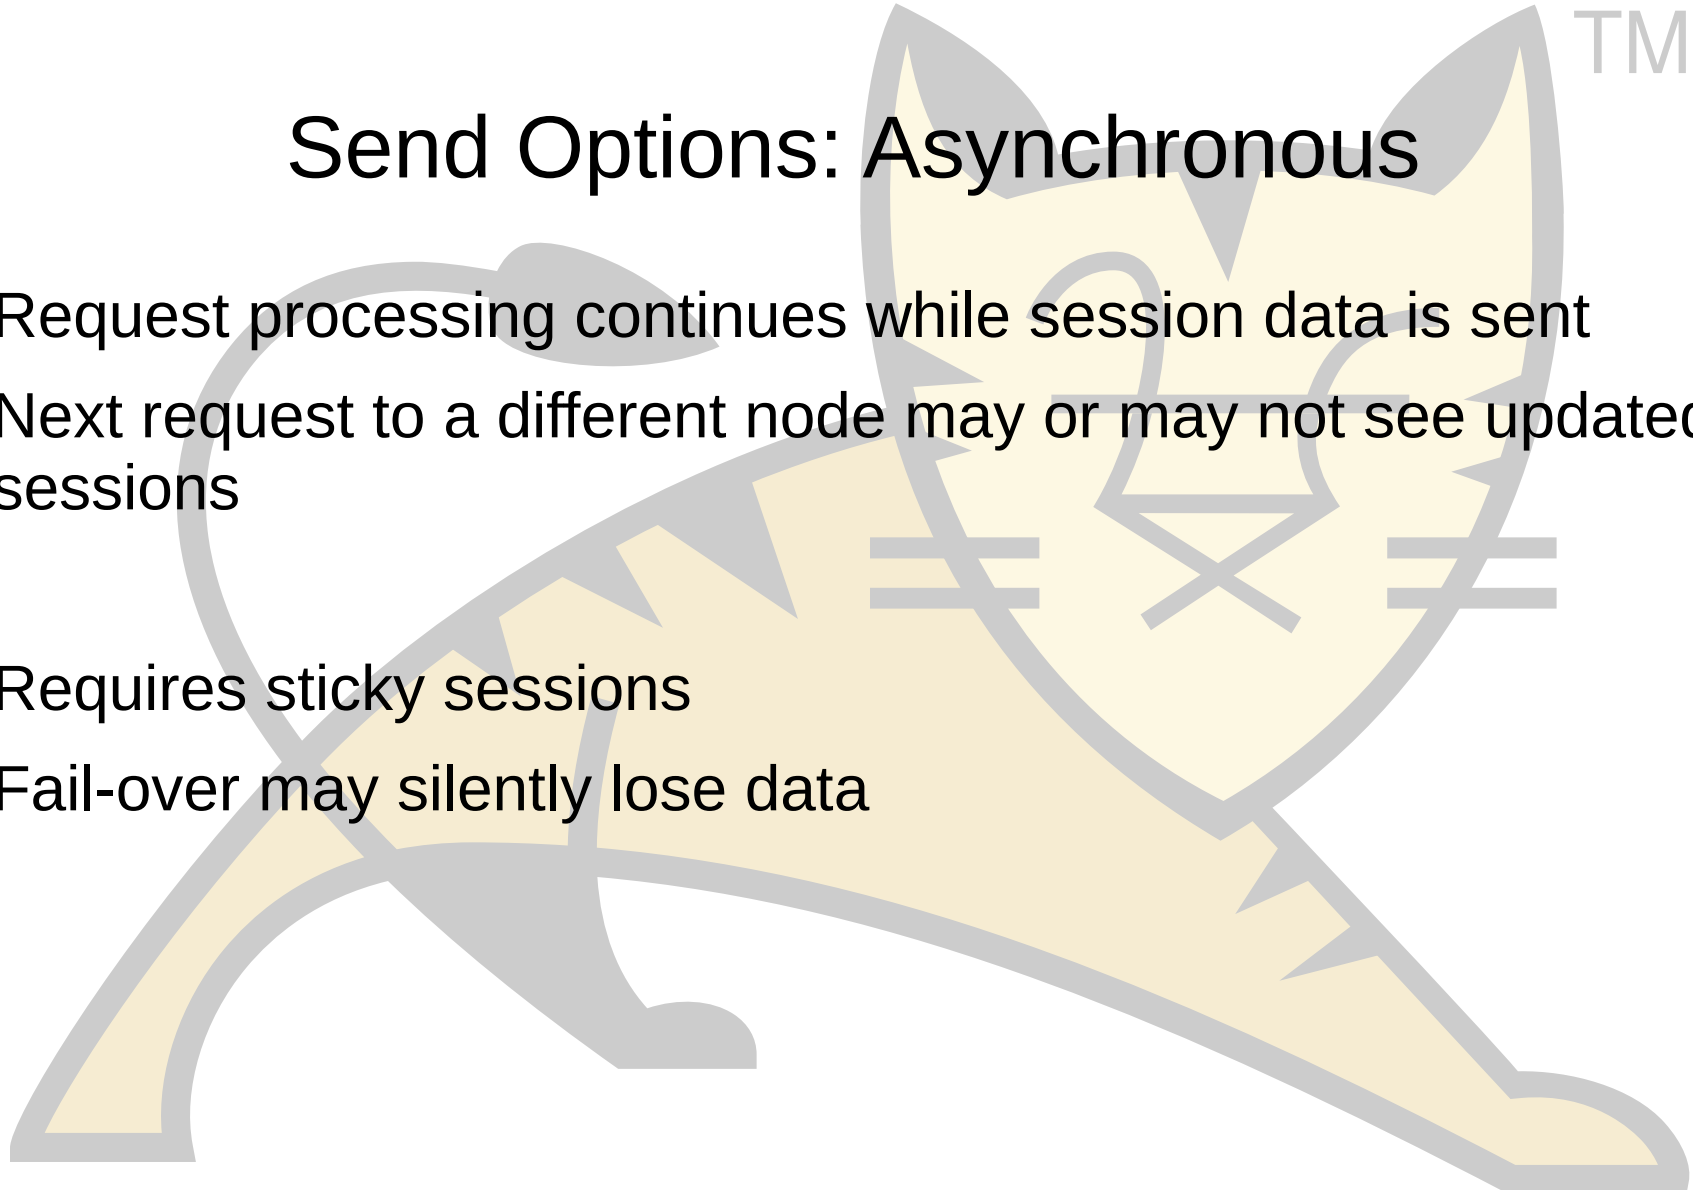 TM
Send Options: Asynchronous
Request processing continues while session data is sent
Next request to a different node may or may not see updated
sessions
Requires sticky sessions
Fail-over may silently lose data